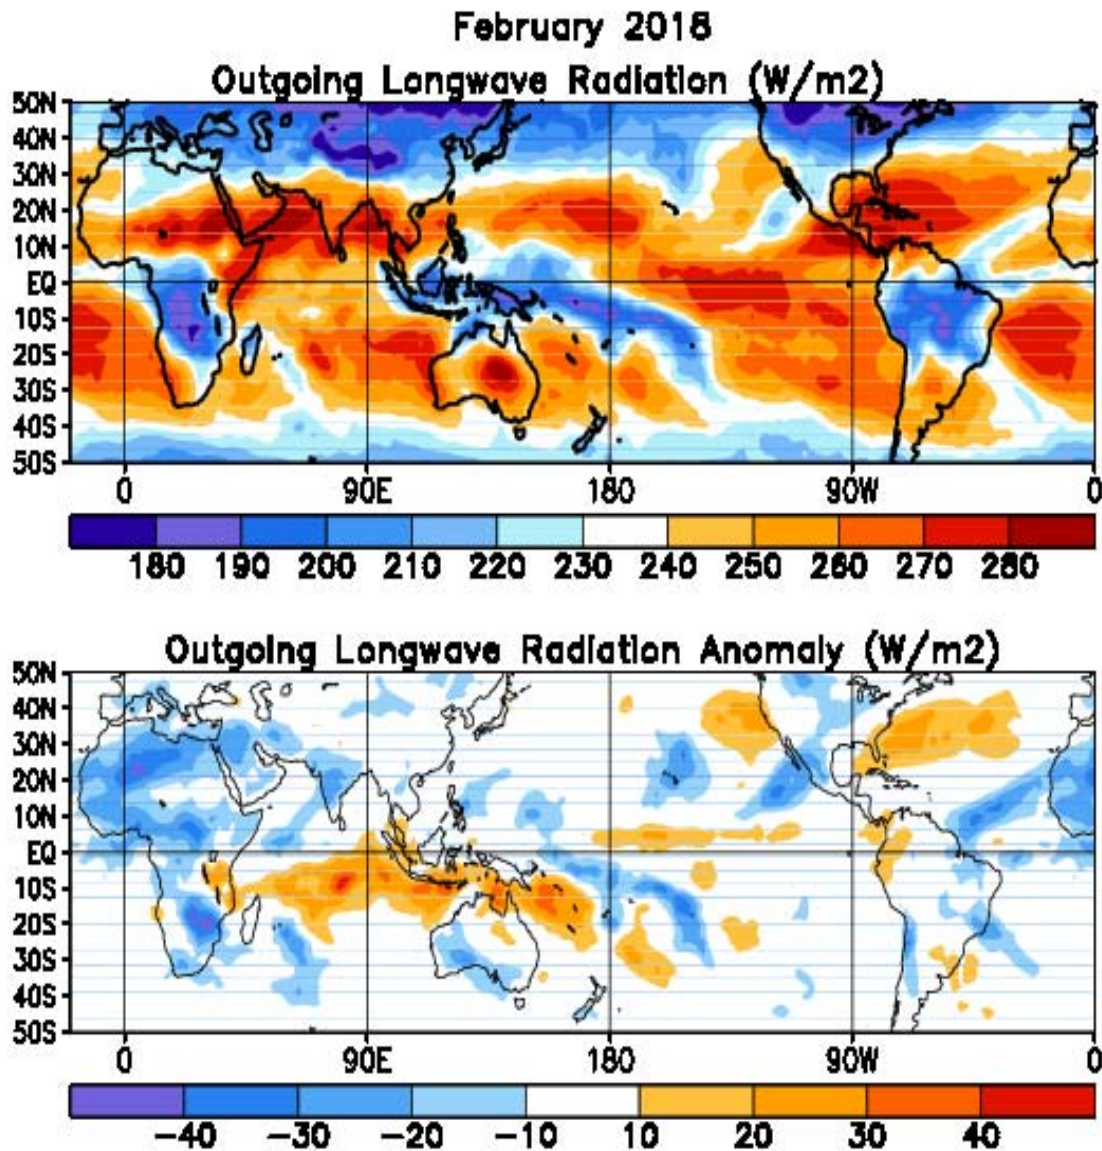 February 2018
Outgoing Longwave Radiation (W/m2)
50N
40N
30N
20N
10N
EQ
10S
20S
30S
40S
50S
0 90E 180 90W 0
180 190 200 210 220 230 240 250 260 270 280
Outgoing Longwave Radiation Anomaly (W/m2)
50N
40N
30N
20N
10N
EQ
10S
20S
30S
40S
50S
0 90E 180 90W 0
-40 -30 -20 -10 10 20 30 40